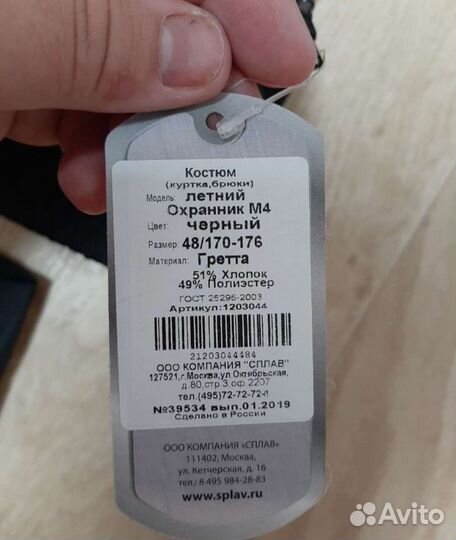 Костюм
(куртка,брюки)
Модель: летний
Охранник М4
Цвет: черный
Размер: 48/170-176
Материал: Гретта
51% Хлопок
49% Полиэстер
ГОСТ 25295-2003
Артикул:1203044
21203044484
ООО КОМПАНИЯ "СПЛАВ"
127521,г.Москва,ул.Октябрьская,
д.80,стр.3,оф.2207
тел.(495)72-72-72-1
№39534 вып.01.2019
Сделано в России
ООО КОМПАНИЯ «СПЛАВ»
111402, Москва,
ул. Кетчерская, д. 16
тел.: 8 495 984-28-83
www.splav.ru
Avito